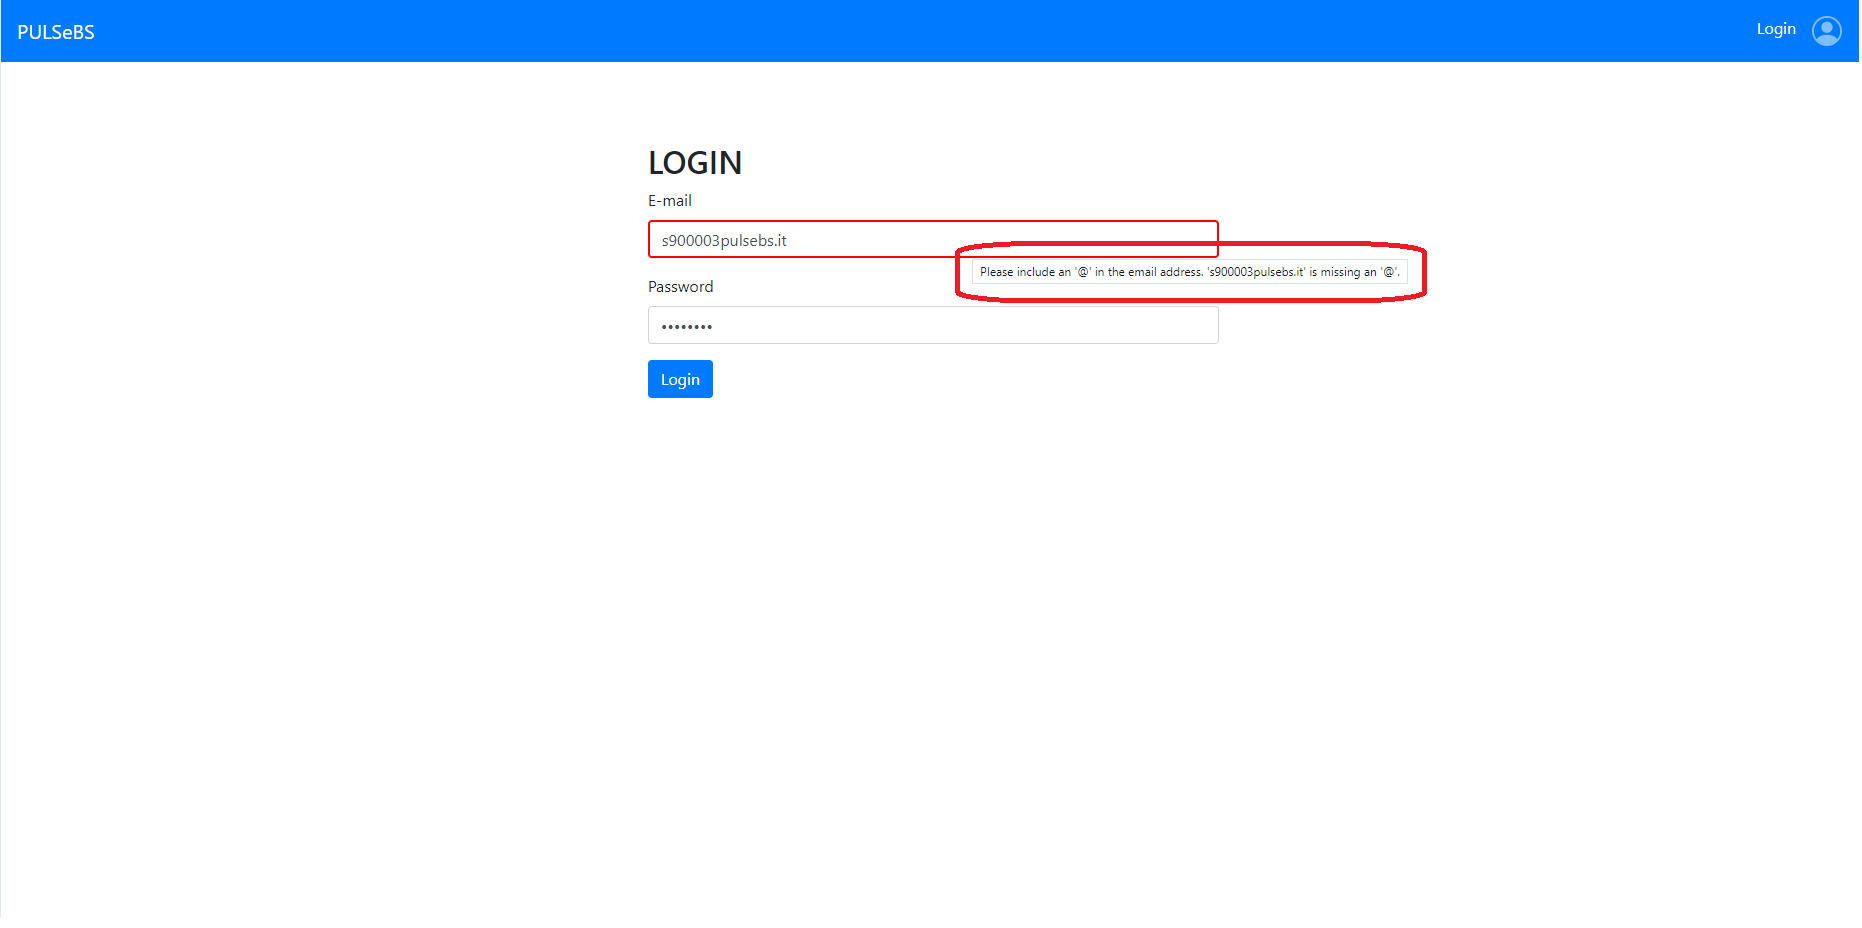 PULSeBS
Login
LOGIN
E-mail
s900003pulsebs.it
Please include an '@' in the email address. 's900003pulsebs.it' is missing an '@'.
Password
••••••••
Login